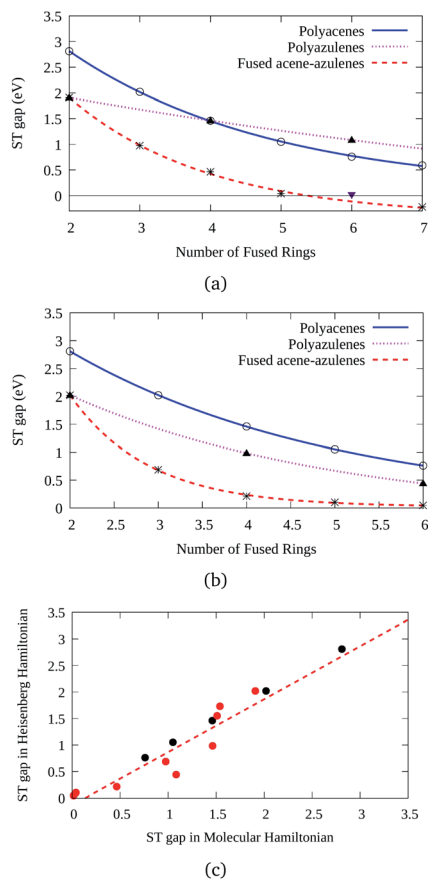 3.5
3
2.5
2
1.5
1
0.5
0
ST gap (eV)
Polyacenes
Polyazulenes
Fused acene-azulenes
2 3 4 5 6 7
Number of Fused Rings
(a)
3.5
3
2.5
2
1.5
1
0.5
0
ST gap (eV)
Polyacenes
Polyazulenes
Fused acene-azulenes
2 2.5 3 3.5 4 4.5 5 5.5 6
Number of Fused Rings
(b)
3.5
3
2.5
2
1.5
1
0.5
0
ST gap in Heisenberg Hamiltonian
0 0.5 1 1.5 2 2.5 3 3.5
ST gap in Molecular Hamiltonian
(c)